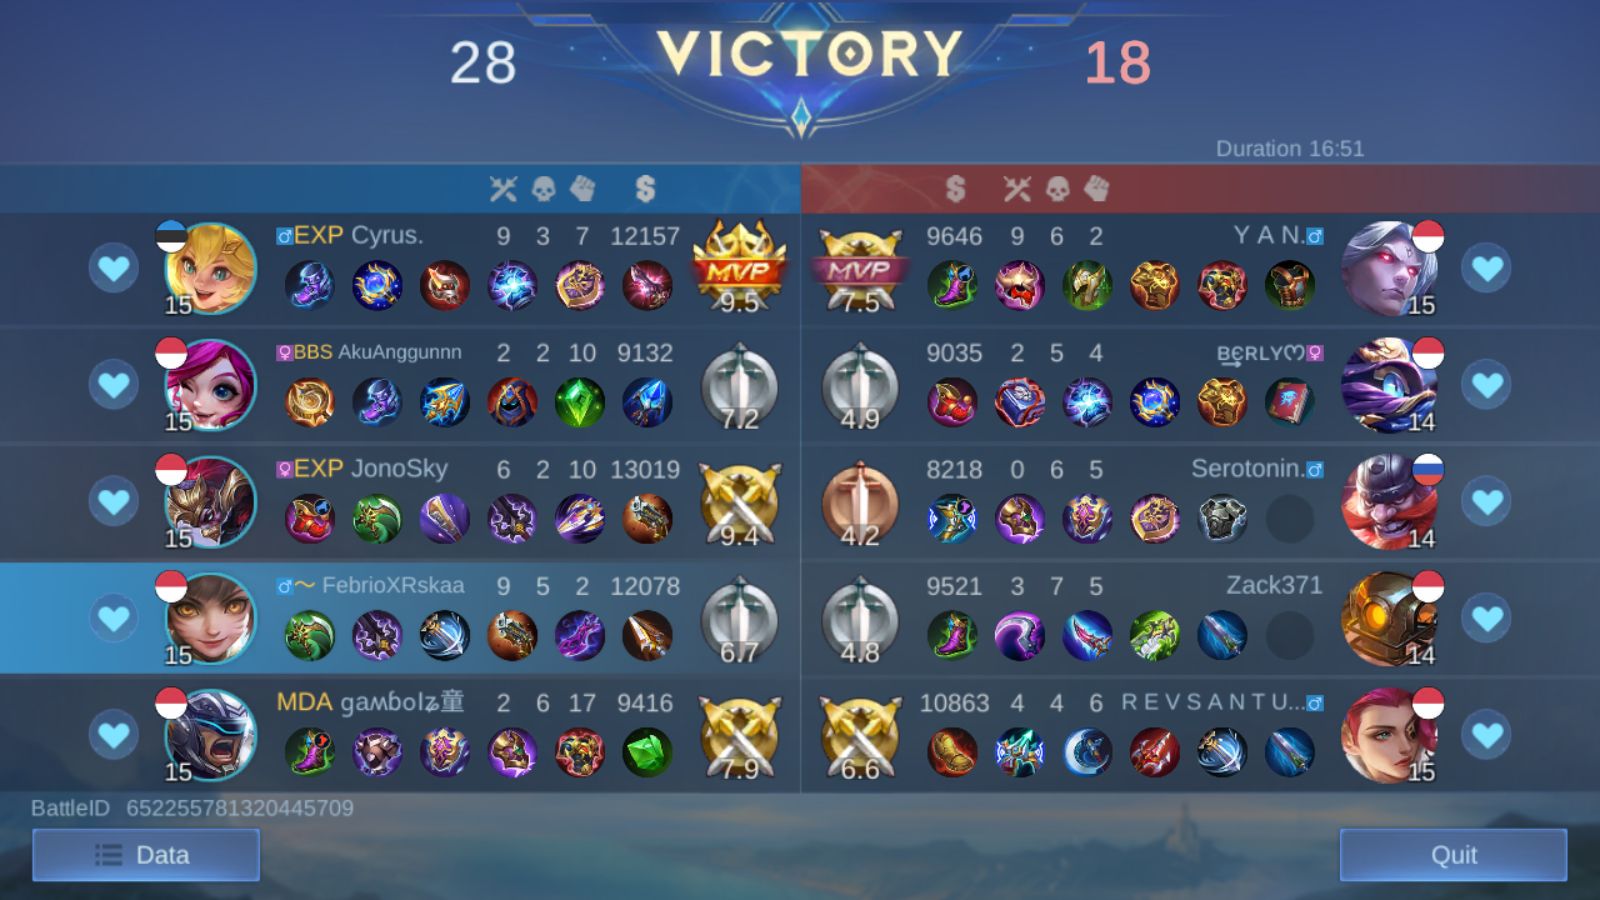 28 VICTORY 18
Duration 16:51
EXP Cyrus. 9 3 7 12157 MVP 9.5 15
MVP 7.5 9646 9 6 2 Y A N. 15
BBS AkuAnggunnn 2 2 10 9132 7.2 15
4.9 9035 2 5 4 14
EXP JonoSky 6 2 10 13019 9.4 15
4.2 8218 0 6 5 Serotonin. 14
～ FebrioXRskaa 9 5 2 12078 6.7 15
4.8 9521 3 7 5 Zack371 14
MDA gaʍbolʑ童 2 6 17 9416 7.9 15
6.6 10863 4 4 6 R E V S A N T U... 15
BattleID 652255781320445709
Data
Quit